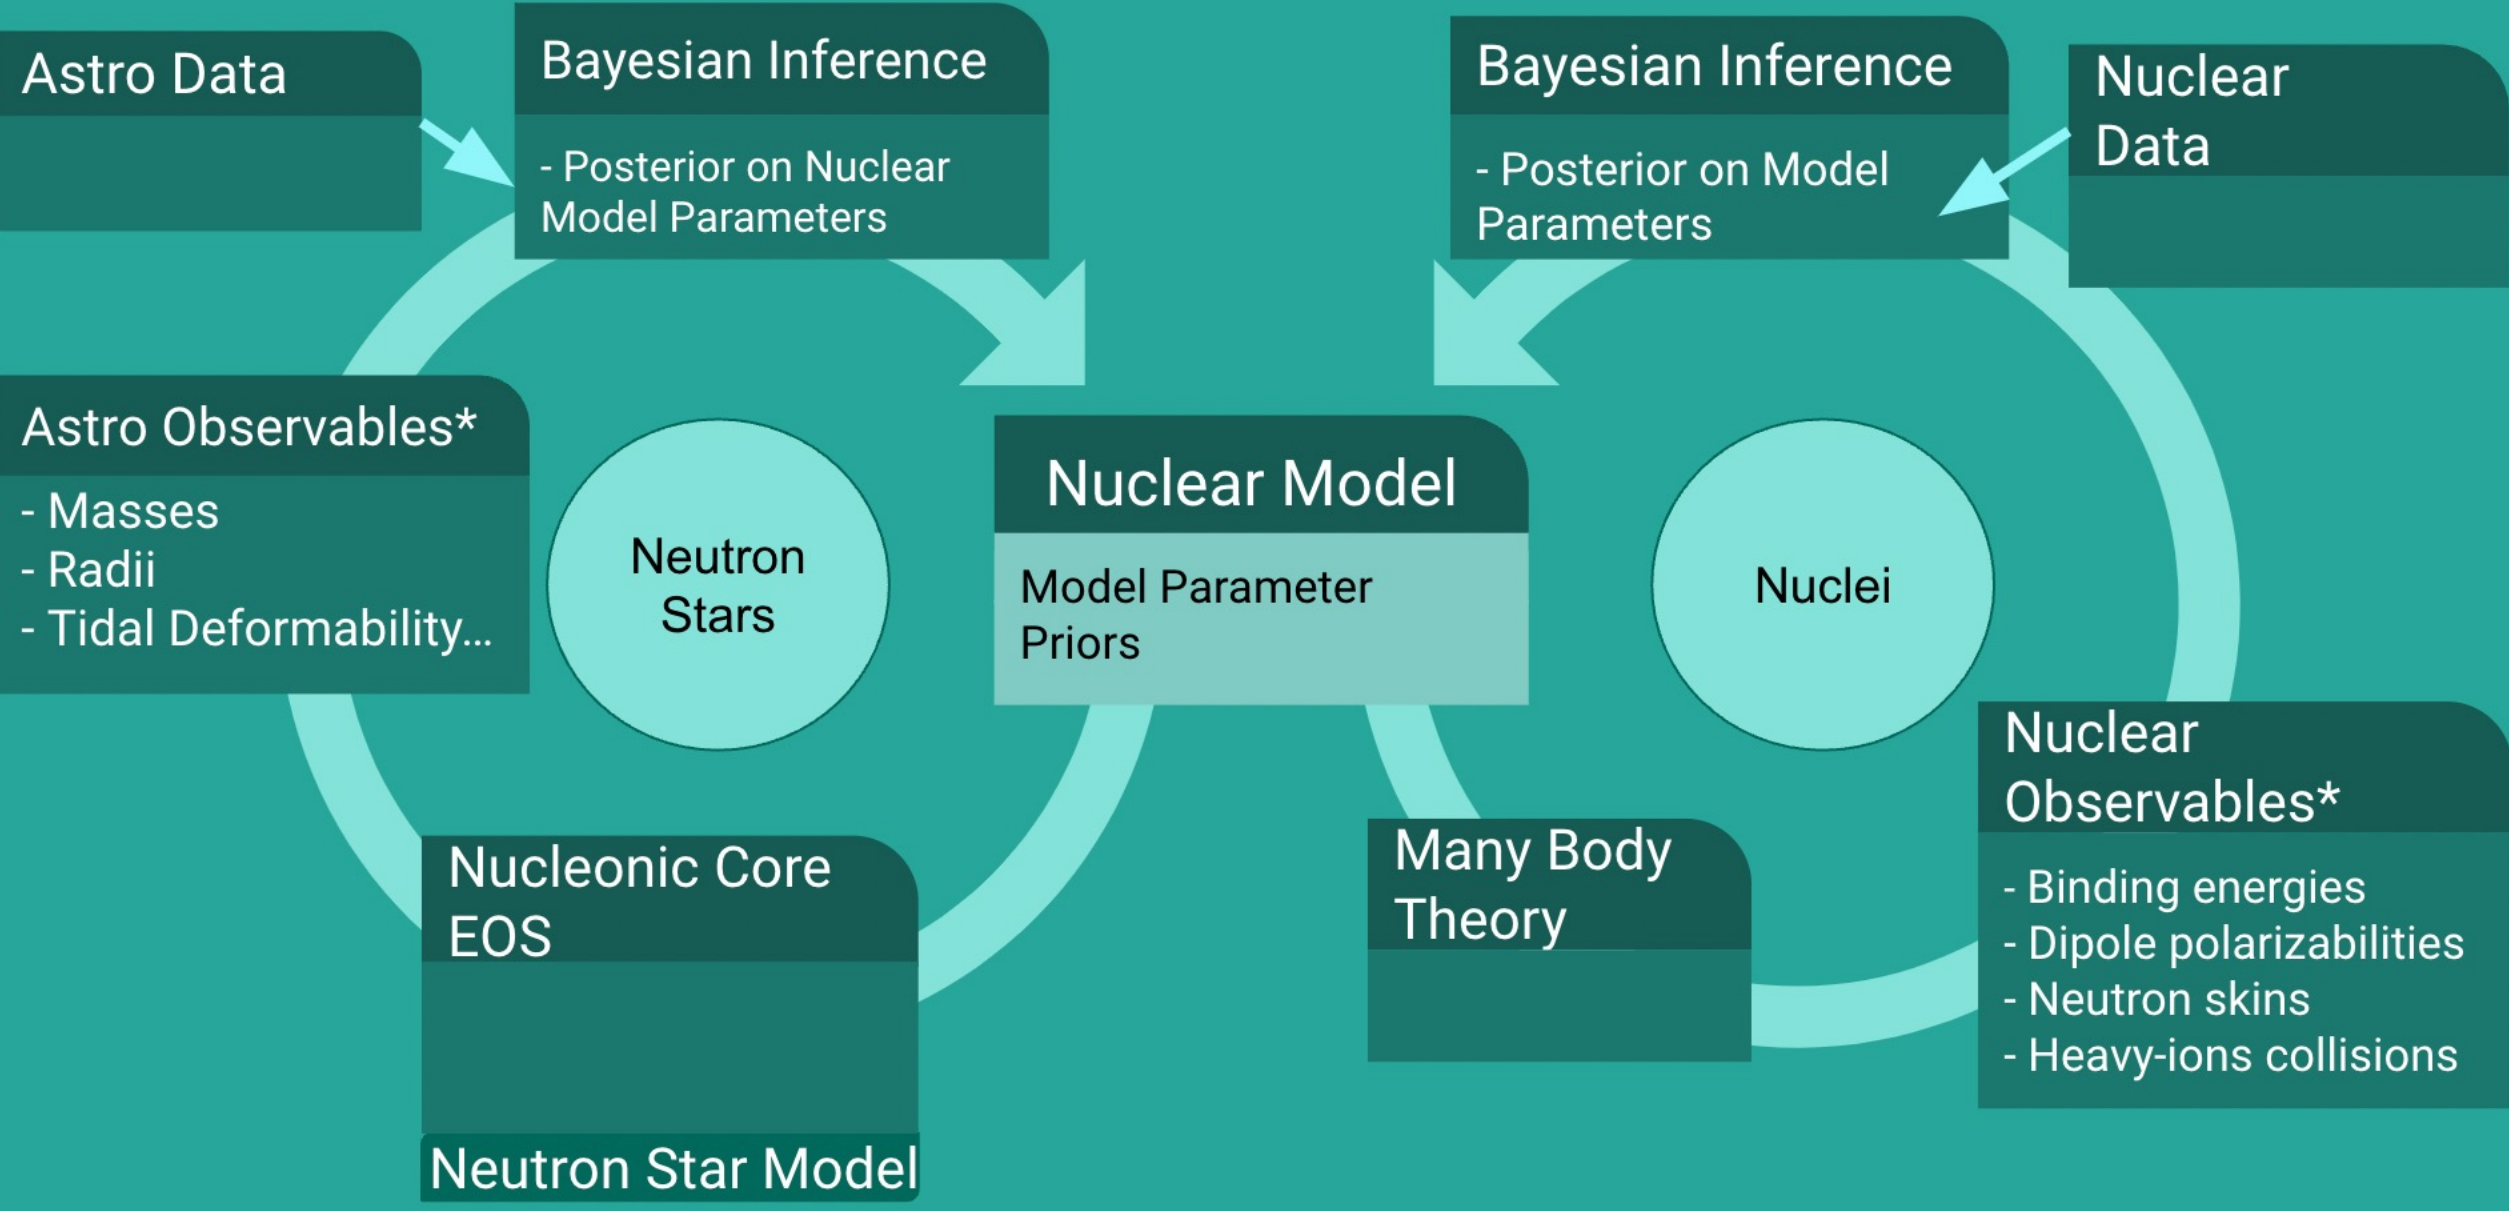 Astro Data
Bayesian Inference
- Posterior on Nuclear
Model Parameters
Bayesian Inference
- Posterior on Model
Parameters
Nuclear
Data
Astro Observables*
- Masses
- Radii
- Tidal Deformability...
Neutron
Stars
Nuclear Model
Model Parameter
Priors
Nuclei
Nucleonic Core
EOS
Neutron Star Model
Many Body
Theory
Nuclear
Observables*
- Binding energies
- Dipole polarizabilities
- Neutron skins
- Heavy-ions collisions